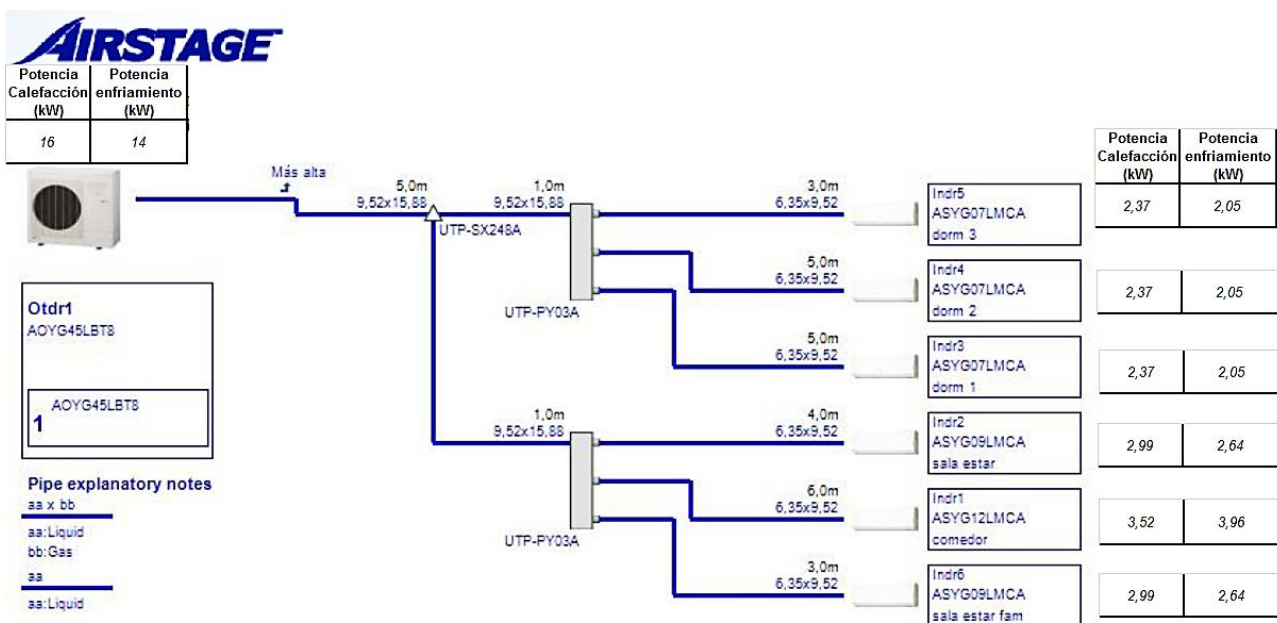 AIRSTAGE
Potencia Calefacción (kW) Potencia enfriamiento (kW)
16 14
Más alta
5,0m
9,52x15,88
UTP-SX248A
1,0m
9,52x15,88
UTP-PY03A
3,0m
6,35x9,52
Indr5
ASYG07LMCA
dorm 3
Potencia Calefacción (kW) Potencia enfriamiento (kW)
2,37 2,05
5,0m
6,35x9,52
Indr4
ASYG07LMCA
dorm 2
2,37 2,05
5,0m
6,35x9,52
Indr3
ASYG07LMCA
dorm 1
2,37 2,05
1,0m
9,52x15,88
UTP-PY03A
4,0m
6,35x9,52
Indr2
ASYG09LMCA
sala estar
2,99 2,64
6,0m
6,35x9,52
Indr1
ASYG12LMCA
comedor
3,52 3,96
3,0m
6,35x9,52
Indr6
ASYG09LMCA
sala estar fam
2,99 2,64
Otdr1
AOYG45LBT8
AOYG45LBT8
1
Pipe explanatory notes
aa x bb
aa:Liquid
bb:Gas
aa
aa:Liquid